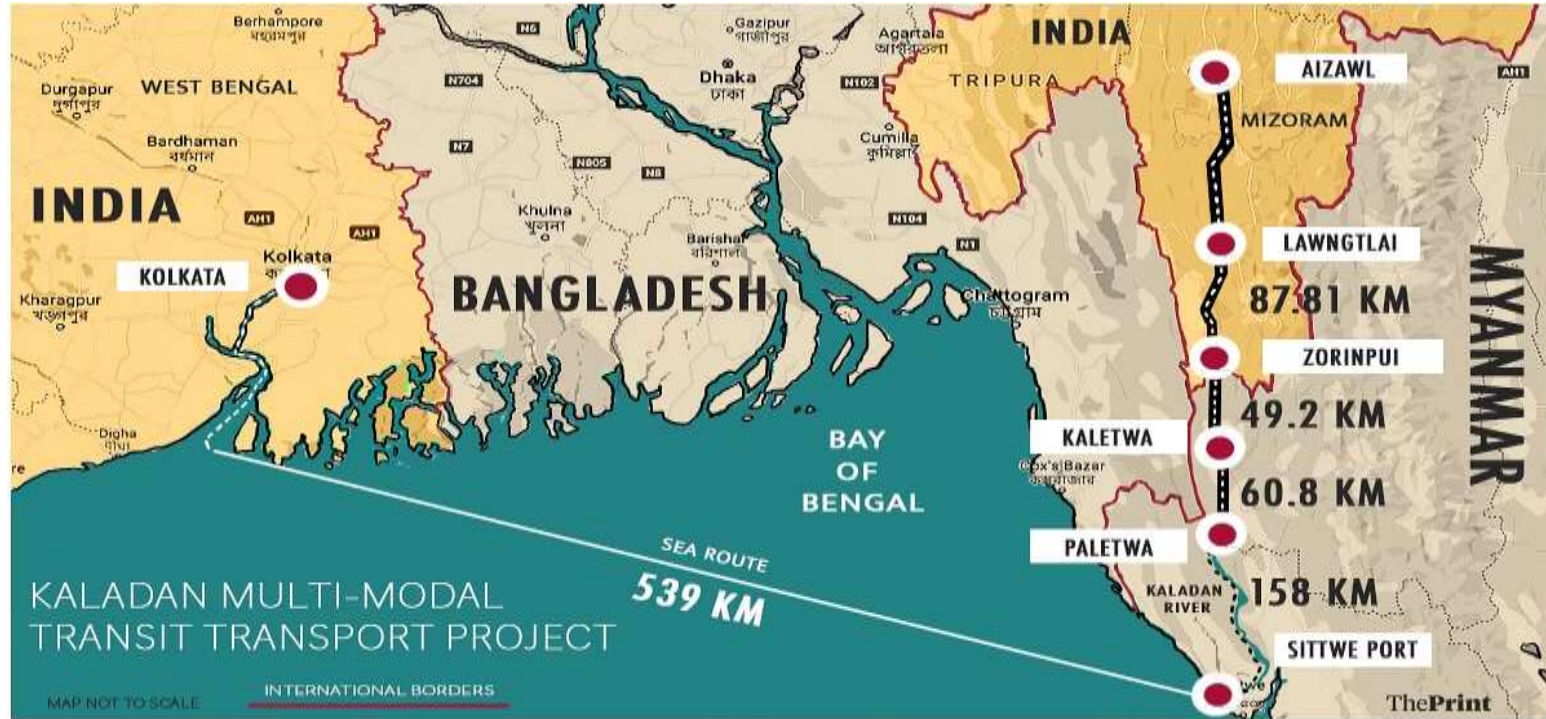 Berhampore
বহরমপুর
N6
Gazipur
গাজীপুর
Agartala
আগরতলা
INDIA
AIZAWL
AH1
Durgapur
দুর্গাপুর
WEST BENGAL
N704
Dhaka
ঢাকা
N102
TRIPURA
MIZORAM
Bardhaman
বর্ধমান
N7
N805
N8
Cumilla
কুমিল্লা
INDIA
AH1
AH1
Khulna
খুলনা
Barishal
বরিশাল
N104
N1
LAWNGTLAI
KOLKATA
Kolkata
Kharagpur
খড়্গপুর
BANGLADESH
Chattogram
চট্টগ্রাম
87.81 KM
ZORINPUI
MYANMAR
49.2 KM
Digha
দীঘা
BAY
OF
BENGAL
KALETWA
Cox's Bazar
কক্সবাজার
60.8 KM
PALETWA
SEA ROUTE
539 KM
KALADAN
RIVER
158 KM
KALADAN MULTI-MODAL
TRANSIT TRANSPORT PROJECT
SITTWE PORT
MAP NOT TO SCALE
INTERNATIONAL BORDERS
ThePrint